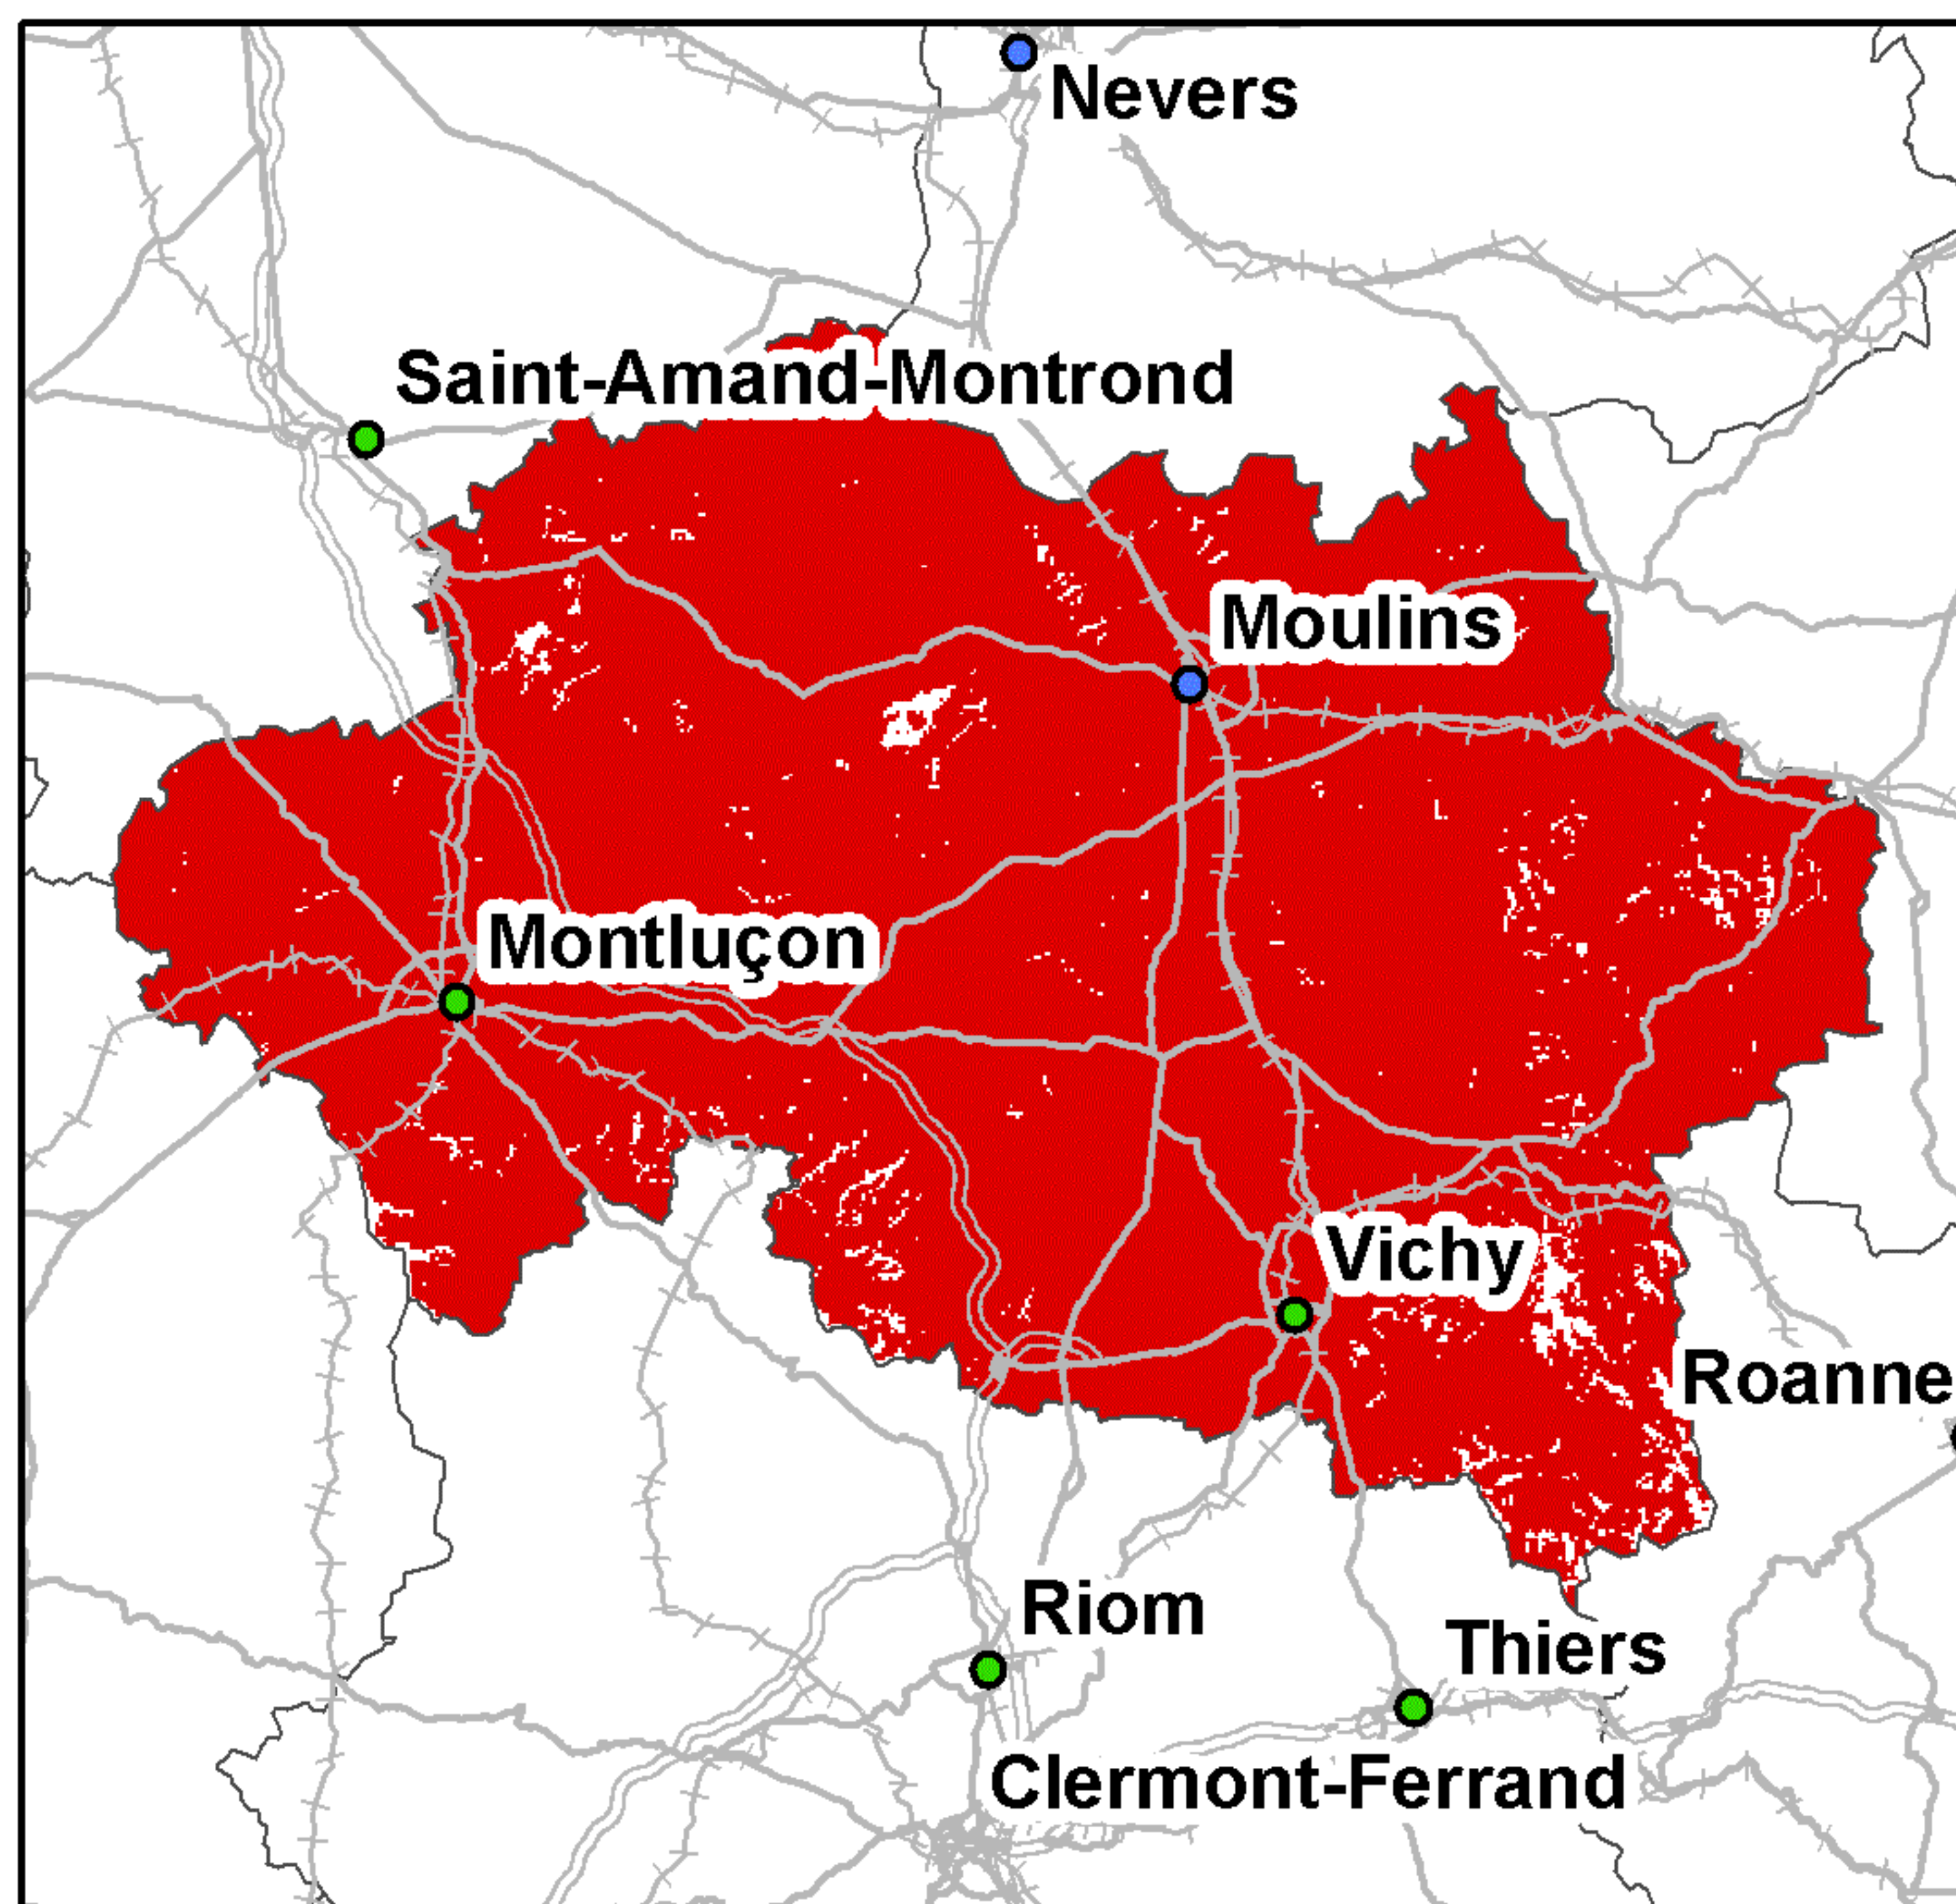 Nevers
Saint-Amand-Montrond
Moulins
Montluçon
Vichy
Roanne
Riom
Thiers
Clermont-Ferrand